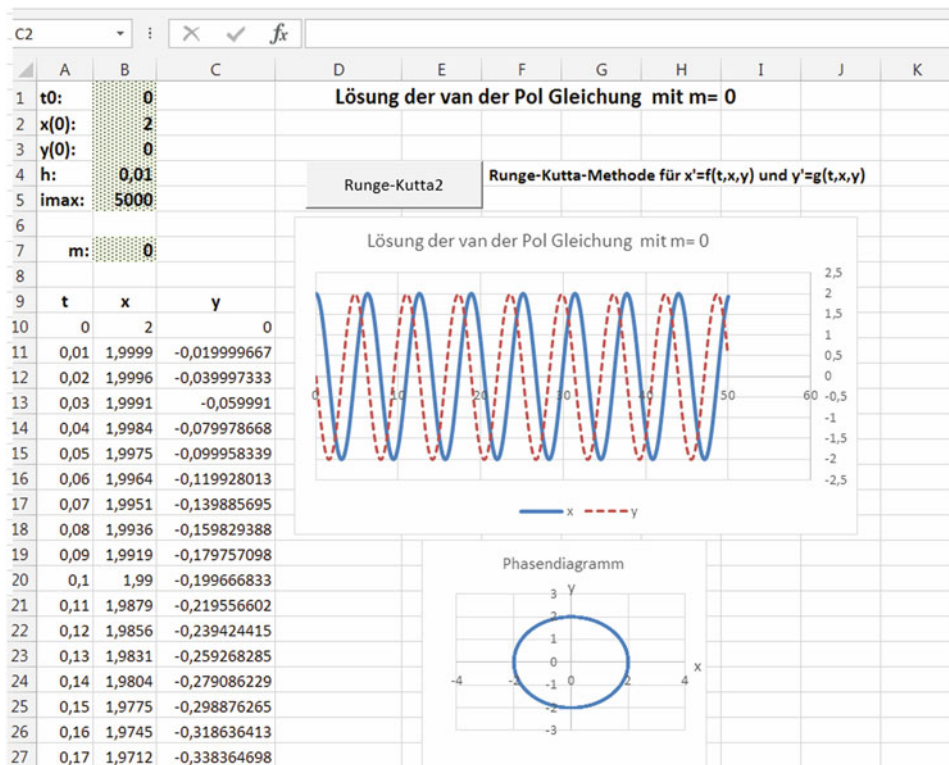 C2 fx
A B C D E F G H I J K
1 t0: 0 Lösung der van der Pol Gleichung mit m= 0
2 x(0): 2
3 y(0): 0
4 h: 0,01 Runge-Kutta2 Runge-Kutta-Methode für x'=f(t,x,y) und y'=g(t,x,y)
5 imax: 5000
6
7 m: 0
8
9 t x y
10 0 2 0
11 0,01 1,9999 -0,019999667
12 0,02 1,9996 -0,039997333
13 0,03 1,9991 -0,059991
14 0,04 1,9984 -0,079978668
15 0,05 1,9975 -0,099958339
16 0,06 1,9964 -0,119928013
17 0,07 1,9951 -0,139885695
18 0,08 1,9936 -0,159829388
19 0,09 1,9919 -0,179757098
20 0,1 1,99 -0,199666833
21 0,11 1,9879 -0,219556602
22 0,12 1,9856 -0,239424415
23 0,13 1,9831 -0,259268285
24 0,14 1,9804 -0,279086229
25 0,15 1,9775 -0,298876265
26 0,16 1,9745 -0,318636413
27 0,17 1,9712 -0,338364698
Lösung der van der Pol Gleichung mit m= 0
2,5
2
1,5
1
0,5
0
0 10 20 30 40 50 60 -0,5
-1
-1,5
-2
-2,5
x y
Phasendiagramm
3 y
2
1
0
-4 -2 -1 0 2 4 x
-2
-3